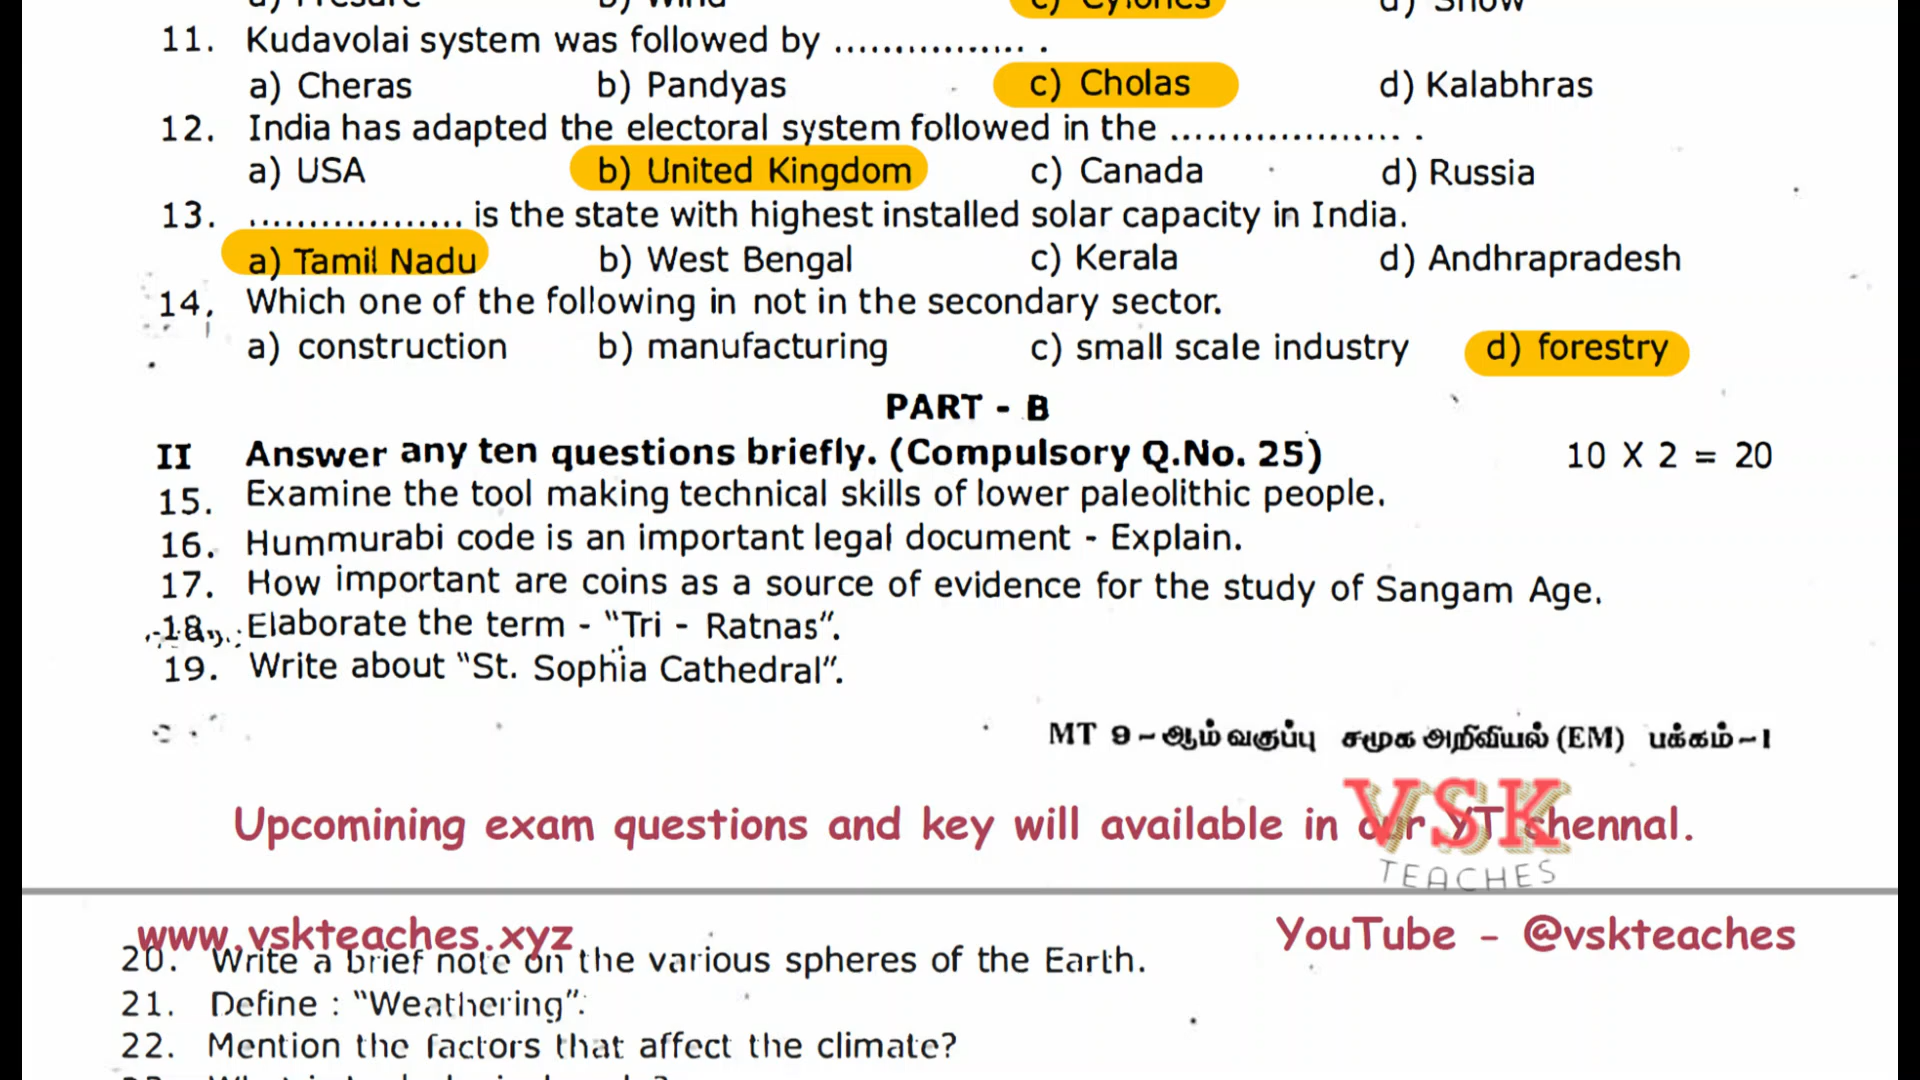 a) Presure b) Wind c) Cylones d) Snow
11. Kudavolai system was followed by ................ .
a) Cheras b) Pandyas c) Cholas d) Kalabhras
12. India has adapted the electoral system followed in the ................... .
a) USA b) United Kingdom c) Canada d) Russia
13. .................. is the state with highest installed solar capacity in India.
a) Tamil Nadu b) West Bengal c) Kerala d) Andhrapradesh
14. Which one of the following in not in the secondary sector.
a) construction b) manufacturing c) small scale industry d) forestry
PART - B
II Answer any ten questions briefly. (Compulsory Q.No. 25) 10 X 2 = 20
15. Examine the tool making technical skills of lower paleolithic people.
16. Hummurabi code is an important legal document - Explain.
17. How important are coins as a source of evidence for the study of Sangam Age.
18. Elaborate the term - "Tri - Ratnas".
19. Write about "St. Sophia Cathedral".
MT 9 – ஆம் வகுப்பு சமூக அறிவியல் (EM) பக்கம் – 1
Upcomining exam questions and key will available in our YT chennal.
VSK
TEACHES
www.vskteaches.xyz YouTube - @vskteaches
20. Write a brief note on the various spheres of the Earth.
21. Define : "Weathering".
22. Mention the factors that affect the climate?